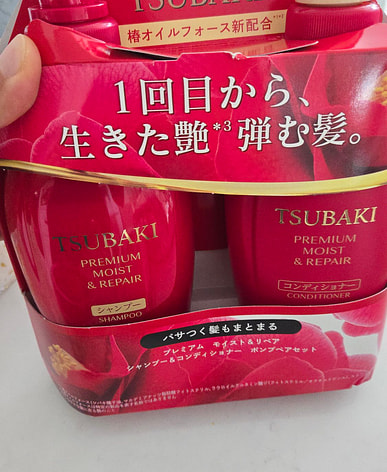 TSUBAKI
椿オイルフォース新配合
1回目から、
生きた艶*3弾む髪。
TSUBAKI
PREMIUM
MOIST
& REPAIR
シャンプー
SHAMPOO
TSUBAKI
PREMIUM
MOIST
& REPAIR
コンディショナー
CONDITIONER
パサつく髪もまとまる
プレミアム モイスト&リペア
シャンプー&コンディショナー ポンプペアセット